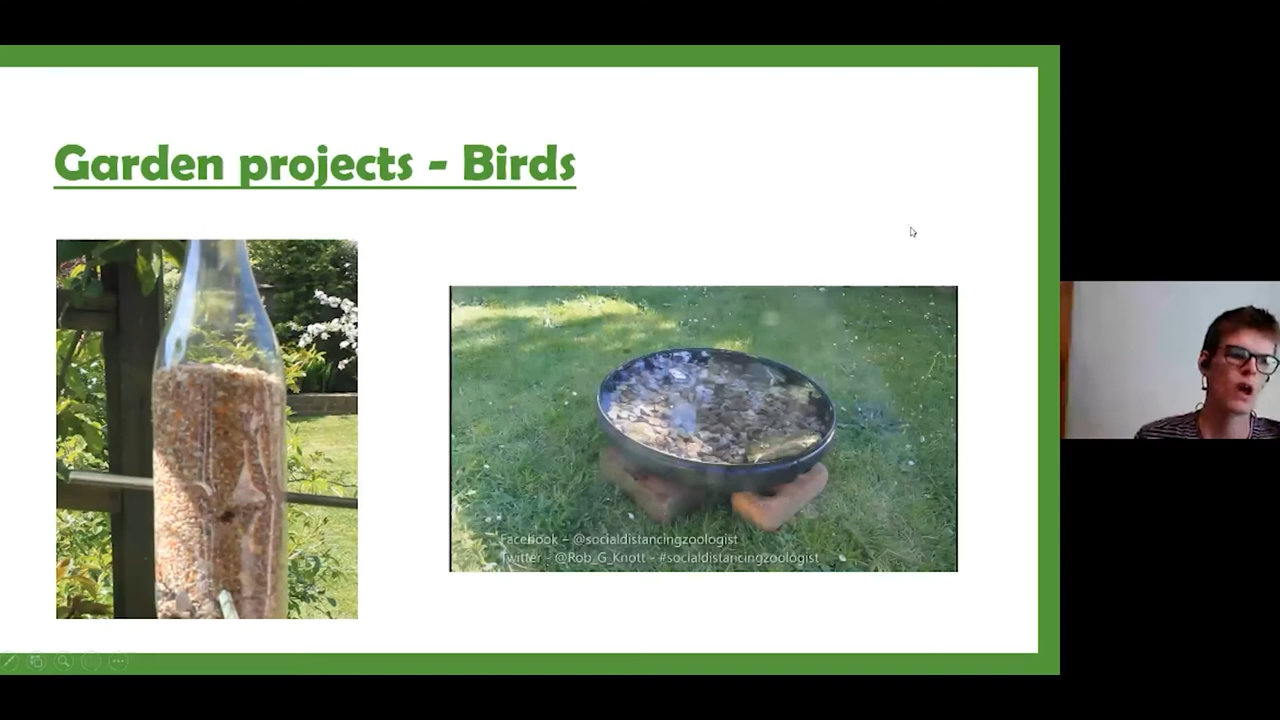 Garden projects - Birds
Facebook – @socialdistancingzoologist
Twitter - @Rob_G_Knott - #socialdistancingzoologist